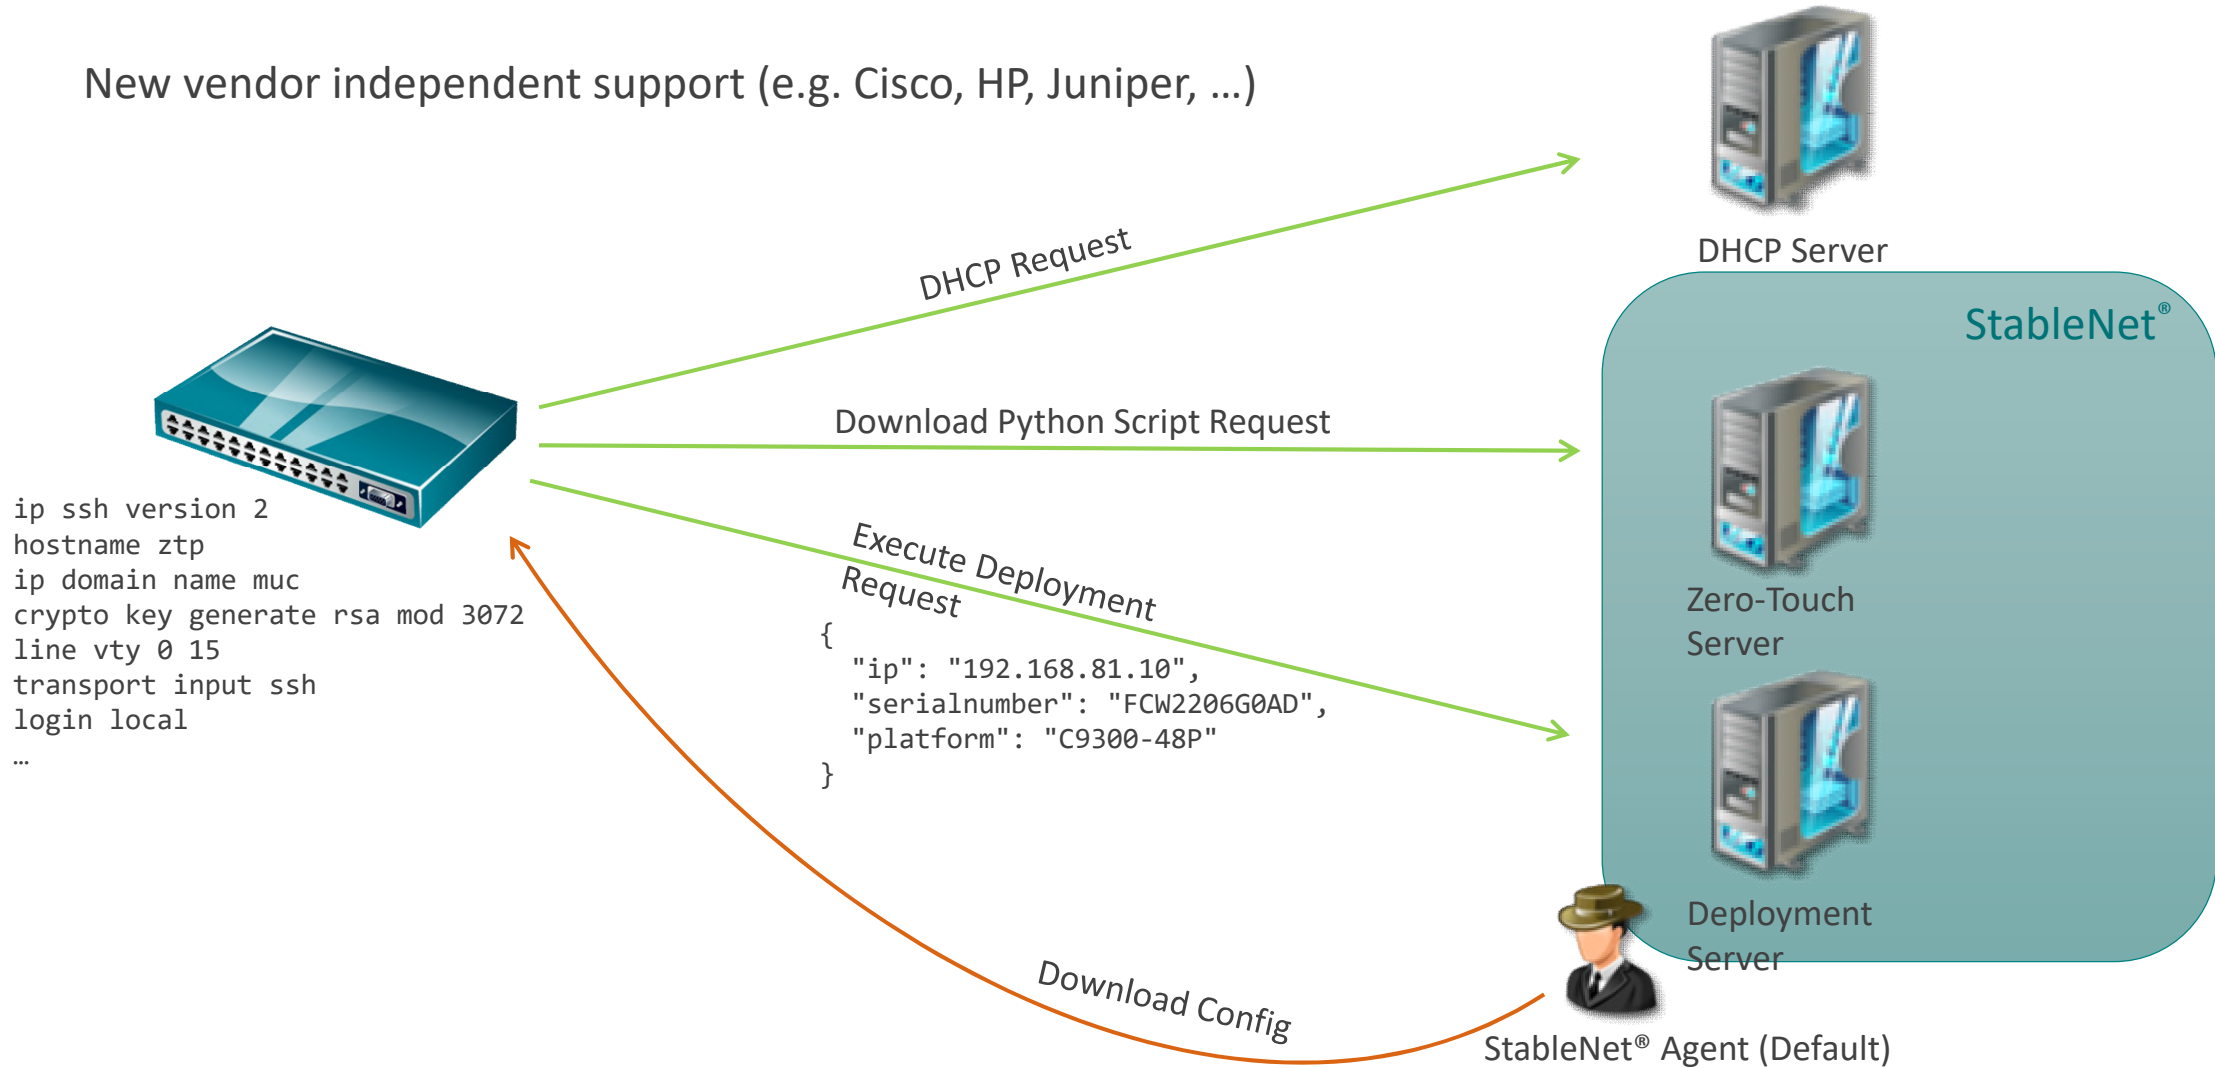 New vendor independent support (e.g. Cisco, HP, Juniper, …)
DHCP Server
DHCP Request
StableNet®
Download Python Script Request
ip ssh version 2
hostname ztp
ip domain name muc
crypto key generate rsa mod 3072
line vty 0 15
transport input ssh
login local
…
Execute Deployment
Request
{
  "ip": "192.168.81.10",
  "serialnumber": "FCW2206G0AD",
  "platform": "C9300-48P"
}
Zero-Touch
Server
Deployment
Server
Download Config
StableNet® Agent (Default)